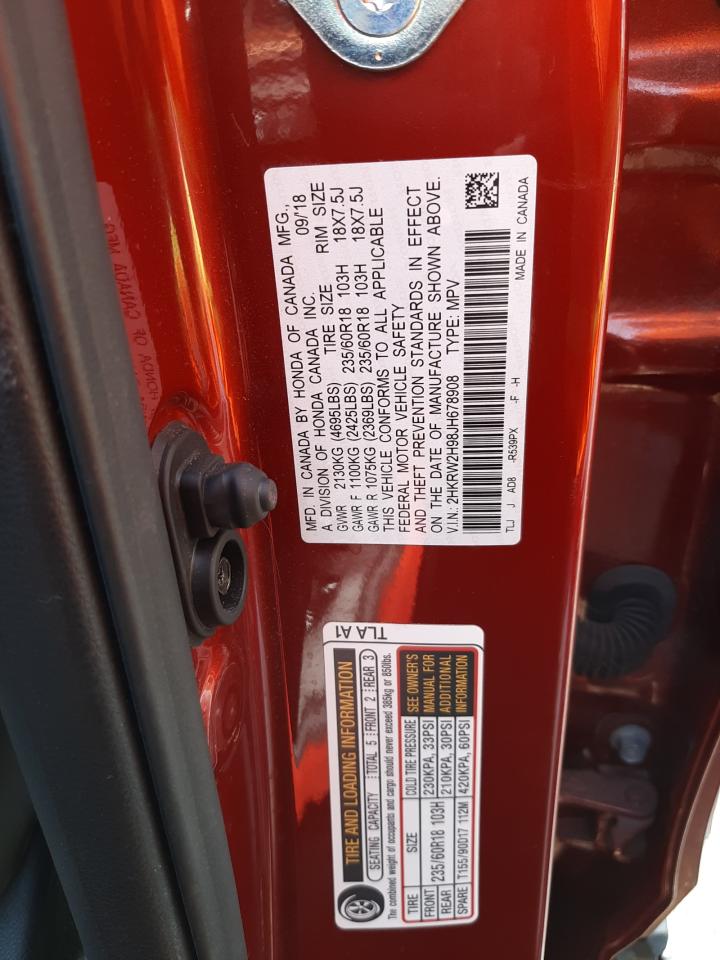 MFD. IN CANADA BY HONDA OF CANADA MFG.,
A DIVISION OF HONDA CANADA INC. 09/'18
TIRE SIZE RIM SIZE
GVWR 2130KG (4695LBS)
GAWR F 1100KG (2425LBS) 235/60R18 103H 18X7.5J
GAWR R 1075KG (2369LBS) 235/60R18 103H 18X7.5J
THIS VEHICLE CONFORMS TO ALL APPLICABLE
FEDERAL MOTOR VEHICLE SAFETY
AND THEFT PREVENTION STANDARDS IN EFFECT
ON THE DATE OF MANUFACTURE SHOWN ABOVE.
V.I.N.: 2HKRW2H98JH678908 TYPE: MPV
TLJ J AD8 -R539PX -F -H MADE IN CANADA
TLA A1
TIRE AND LOADING INFORMATION
SEATING CAPACITY TOTAL 5 FRONT 2 REAR 3
The combined weight of occupants and cargo should never exceed 385kg or 850lbs.
TIRE SIZE COLD TIRE PRESSURE SEE OWNER'S
FRONT 235/60R18 103H 230KPA, 33PSI MANUAL FOR
REAR 210KPA, 30PSI ADDITIONAL
SPARE T155/90D17 112M 420KPA, 60PSI INFORMATION